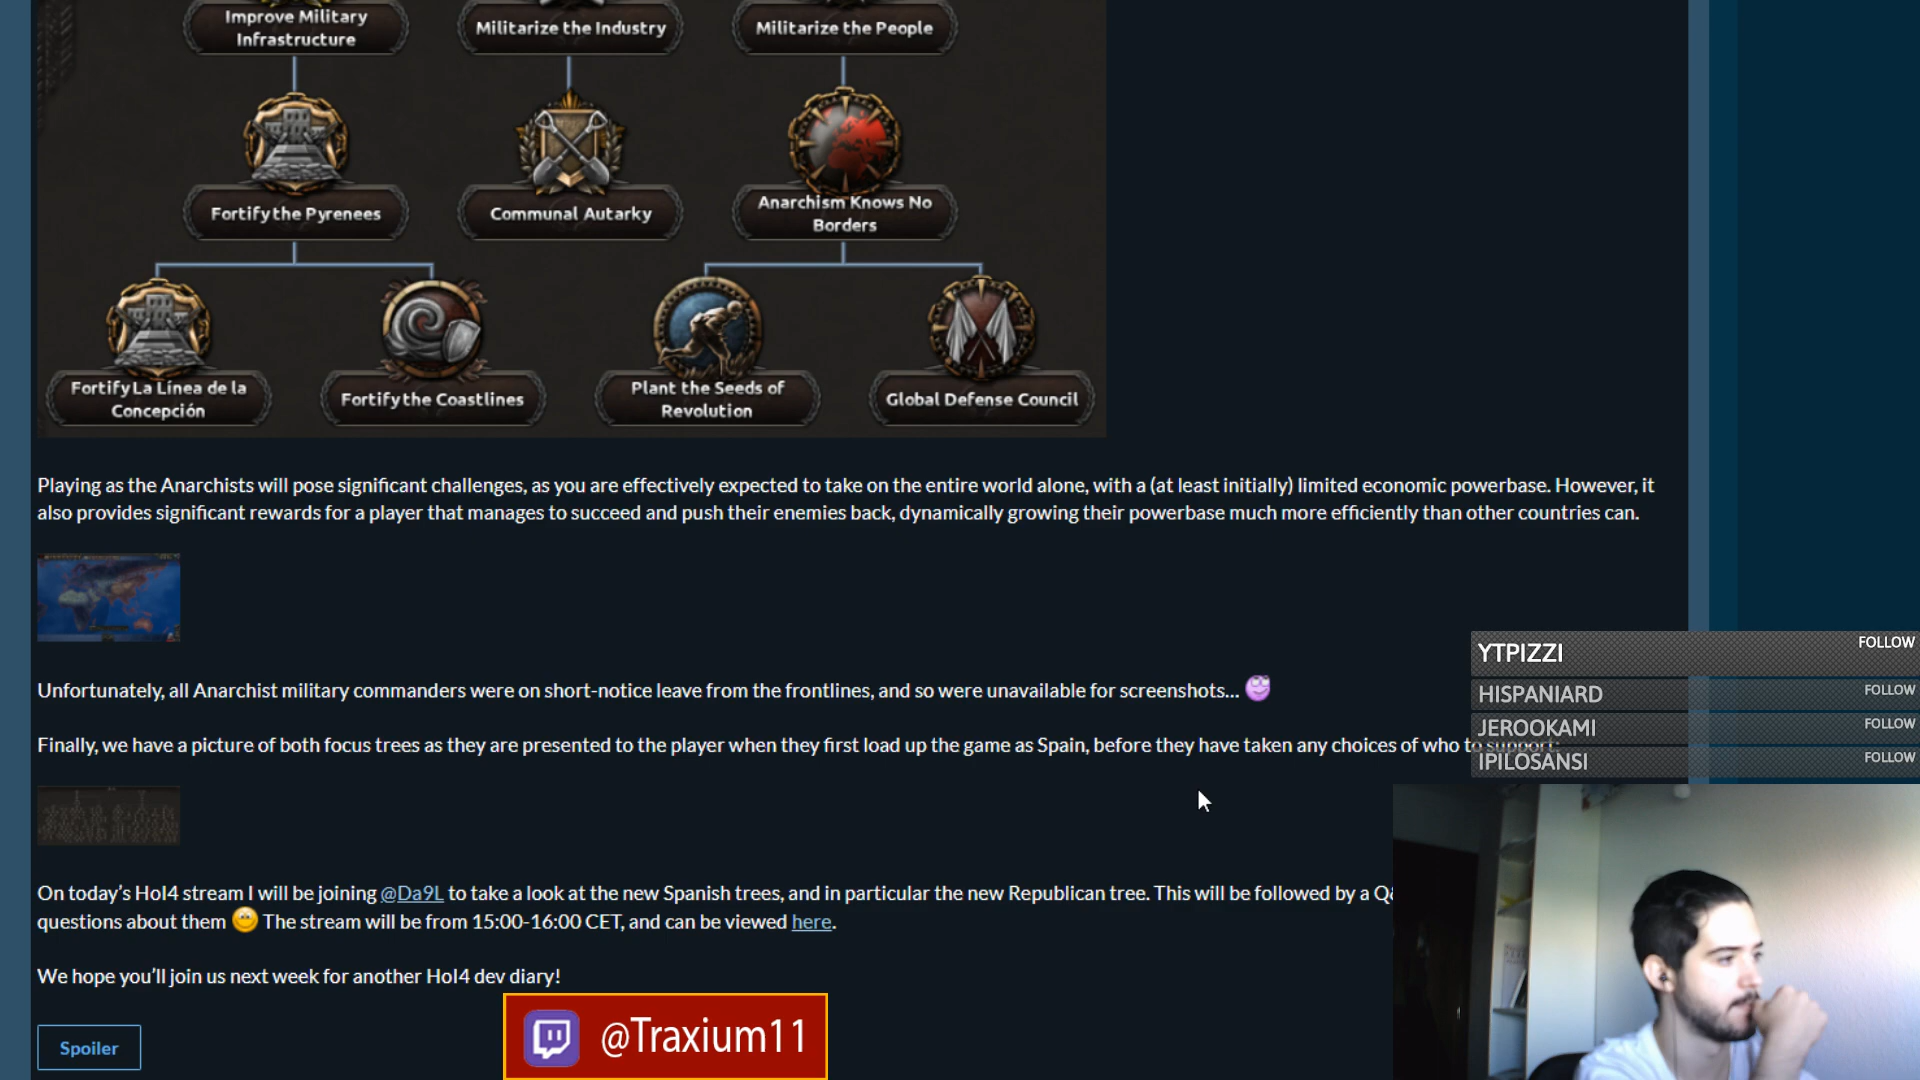 Improve Military
Infrastructure
Militarize the Industry
Militarize the People
Fortify the Pyrenees
Communal Autarky
Anarchism Knows No
Borders
Fortify La Línea de la
Concepción
Fortify the Coastlines
Plant the Seeds of
Revolution
Global Defense Council
Playing as the Anarchists will pose significant challenges, as you are effectively expected to take on the entire world alone, with a (at least initially) limited economic powerbase. However, it
also provides significant rewards for a player that manages to succeed and push their enemies back, dynamically growing their powerbase much more efficiently than other countries can.
Unfortunately, all Anarchist military commanders were on short-notice leave from the frontlines, and so were unavailable for screenshots...
Finally, we have a picture of both focus trees as they are presented to the player when they first load up the game as Spain, before they have taken any choices of who to support:
On today's HoI4 stream I will be joining @Da9L to take a look at the new Spanish trees, and in particular the new Republican tree. This will be followed by a Q&
questions about them The stream will be from 15:00-16:00 CET, and can be viewed here.
We hope you'll join us next week for another HoI4 dev diary!
Spoiler
@Traxium11
YTPIZZI FOLLOW
HISPANIARD FOLLOW
JEROOKAMI FOLLOW
IPILOSANSI FOLLOW